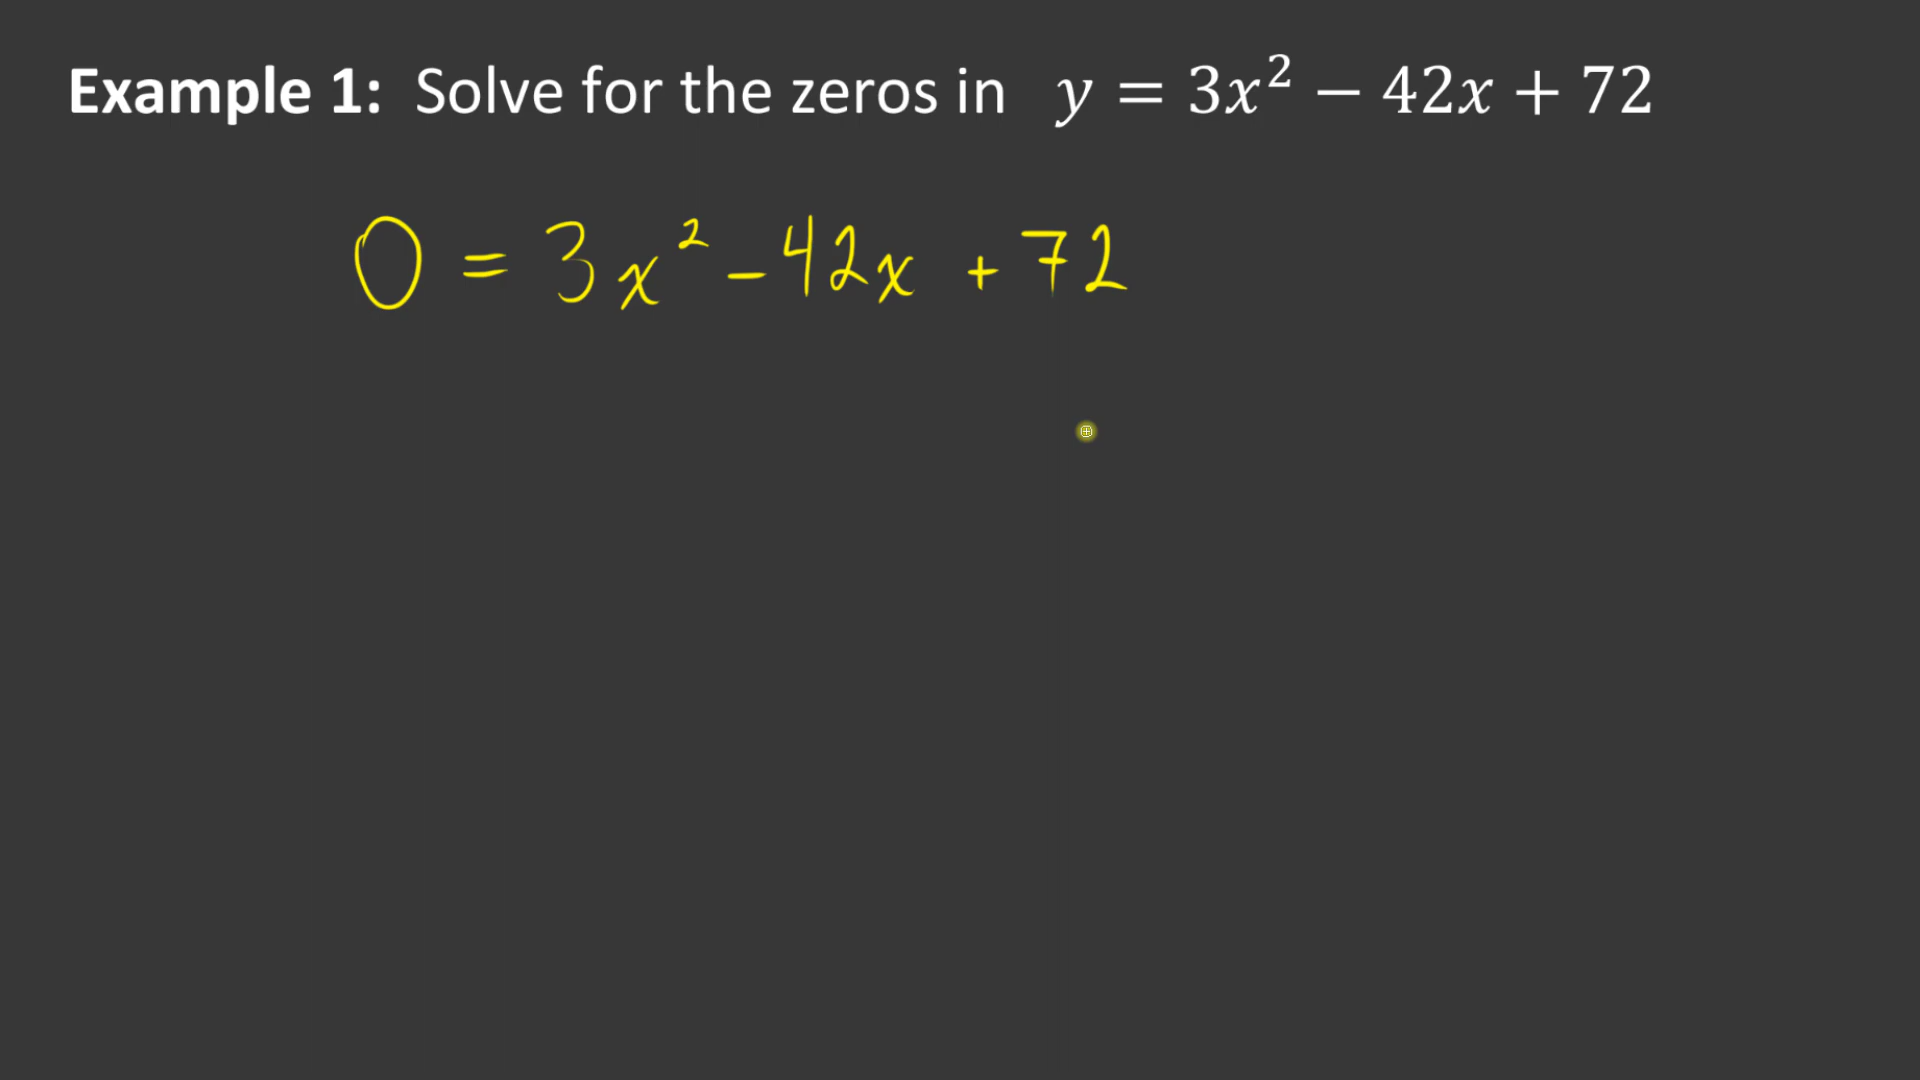 Example 1: Solve for the zeros in y = 3x² − 42x + 72
0 = 3x² - 42x + 72